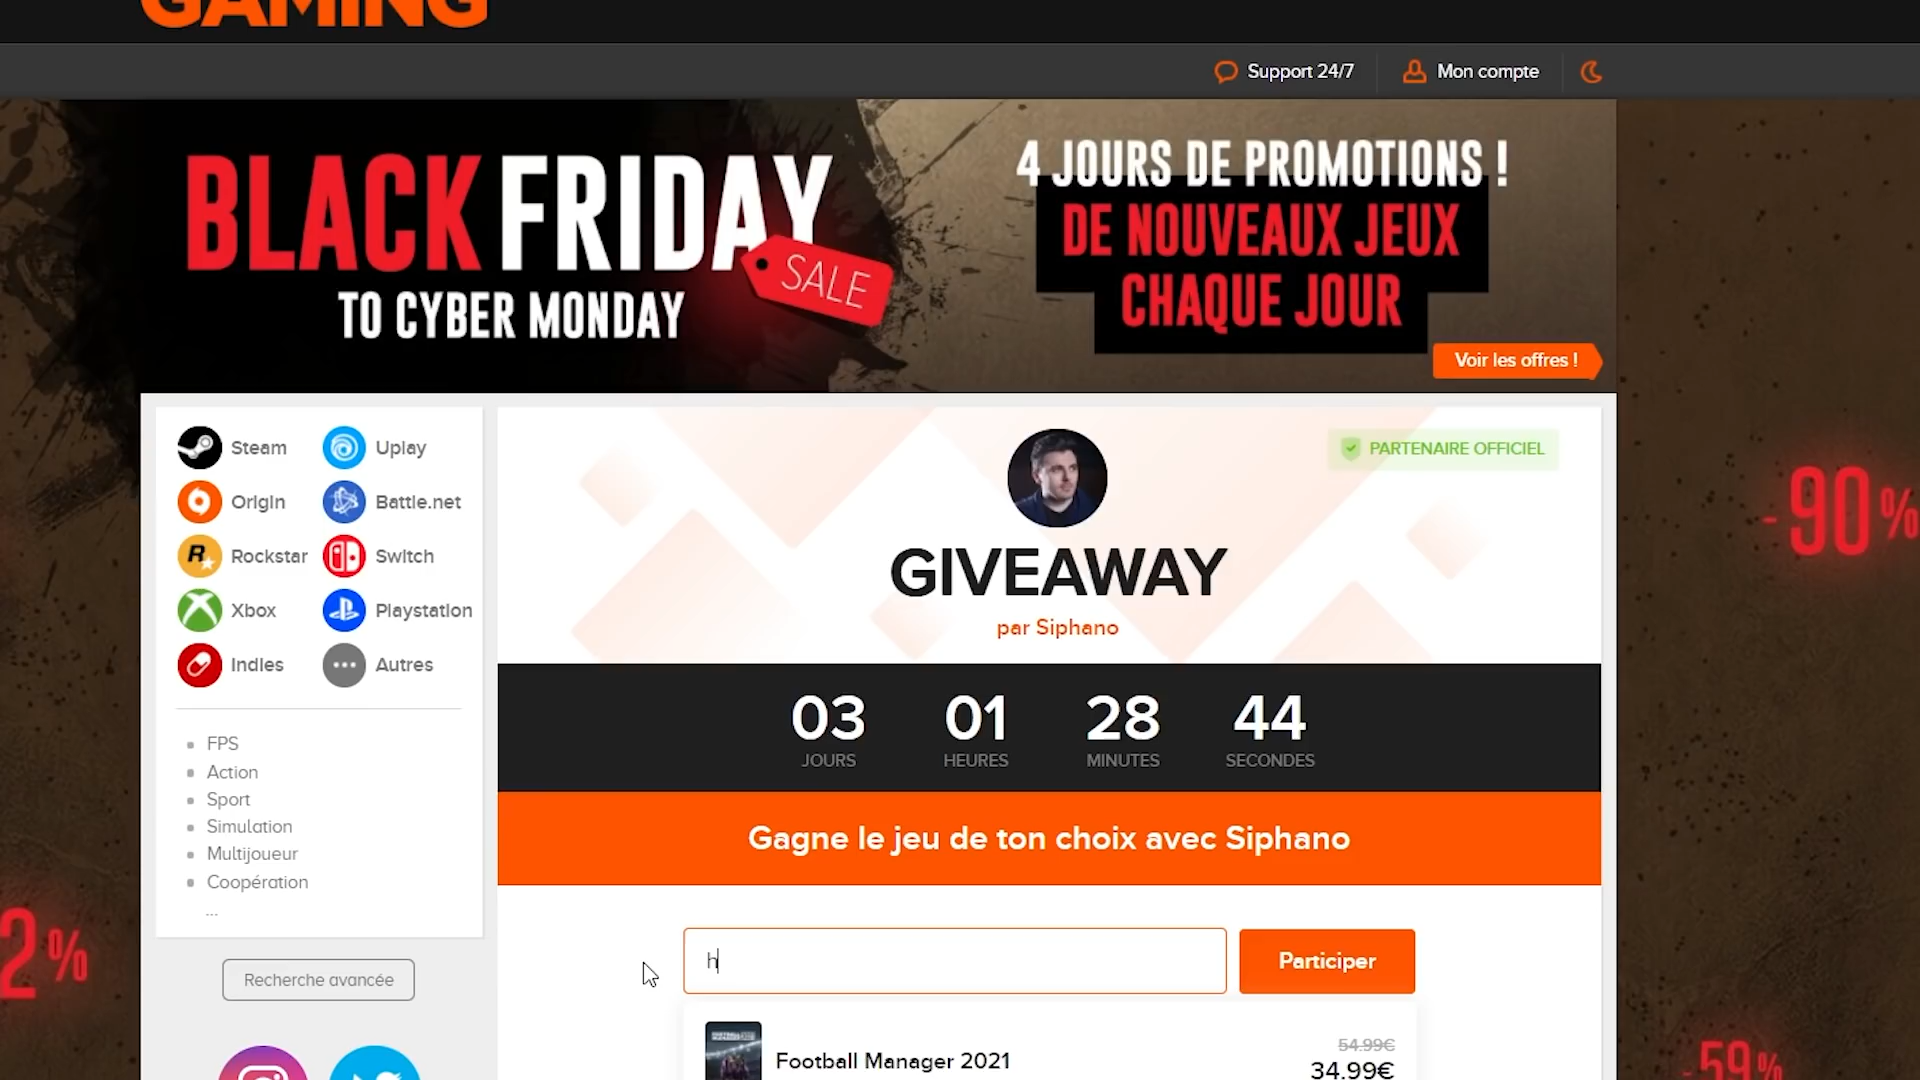 GAMING
Support 24/7
Mon compte
BLACK FRIDAY
SALE
TO CYBER MONDAY
4 JOURS DE PROMOTIONS !
DE NOUVEAUX JEUX
CHAQUE JOUR
Voir les offres !
Steam
Uplay
Origin
Battle.net
Rockstar
Switch
Xbox
Playstation
Indies
Autres
FPS
Action
Sport
Simulation
Multijoueur
Coopération
...
Recherche avancée
PARTENAIRE OFFICIEL
GIVEAWAY
par Siphano
03 01 28 44
JOURS HEURES MINUTES SECONDES
Gagne le jeu de ton choix avec Siphano
h
Participer
Football Manager 2021
54.99€
34.99€
-90%
2%
-59%